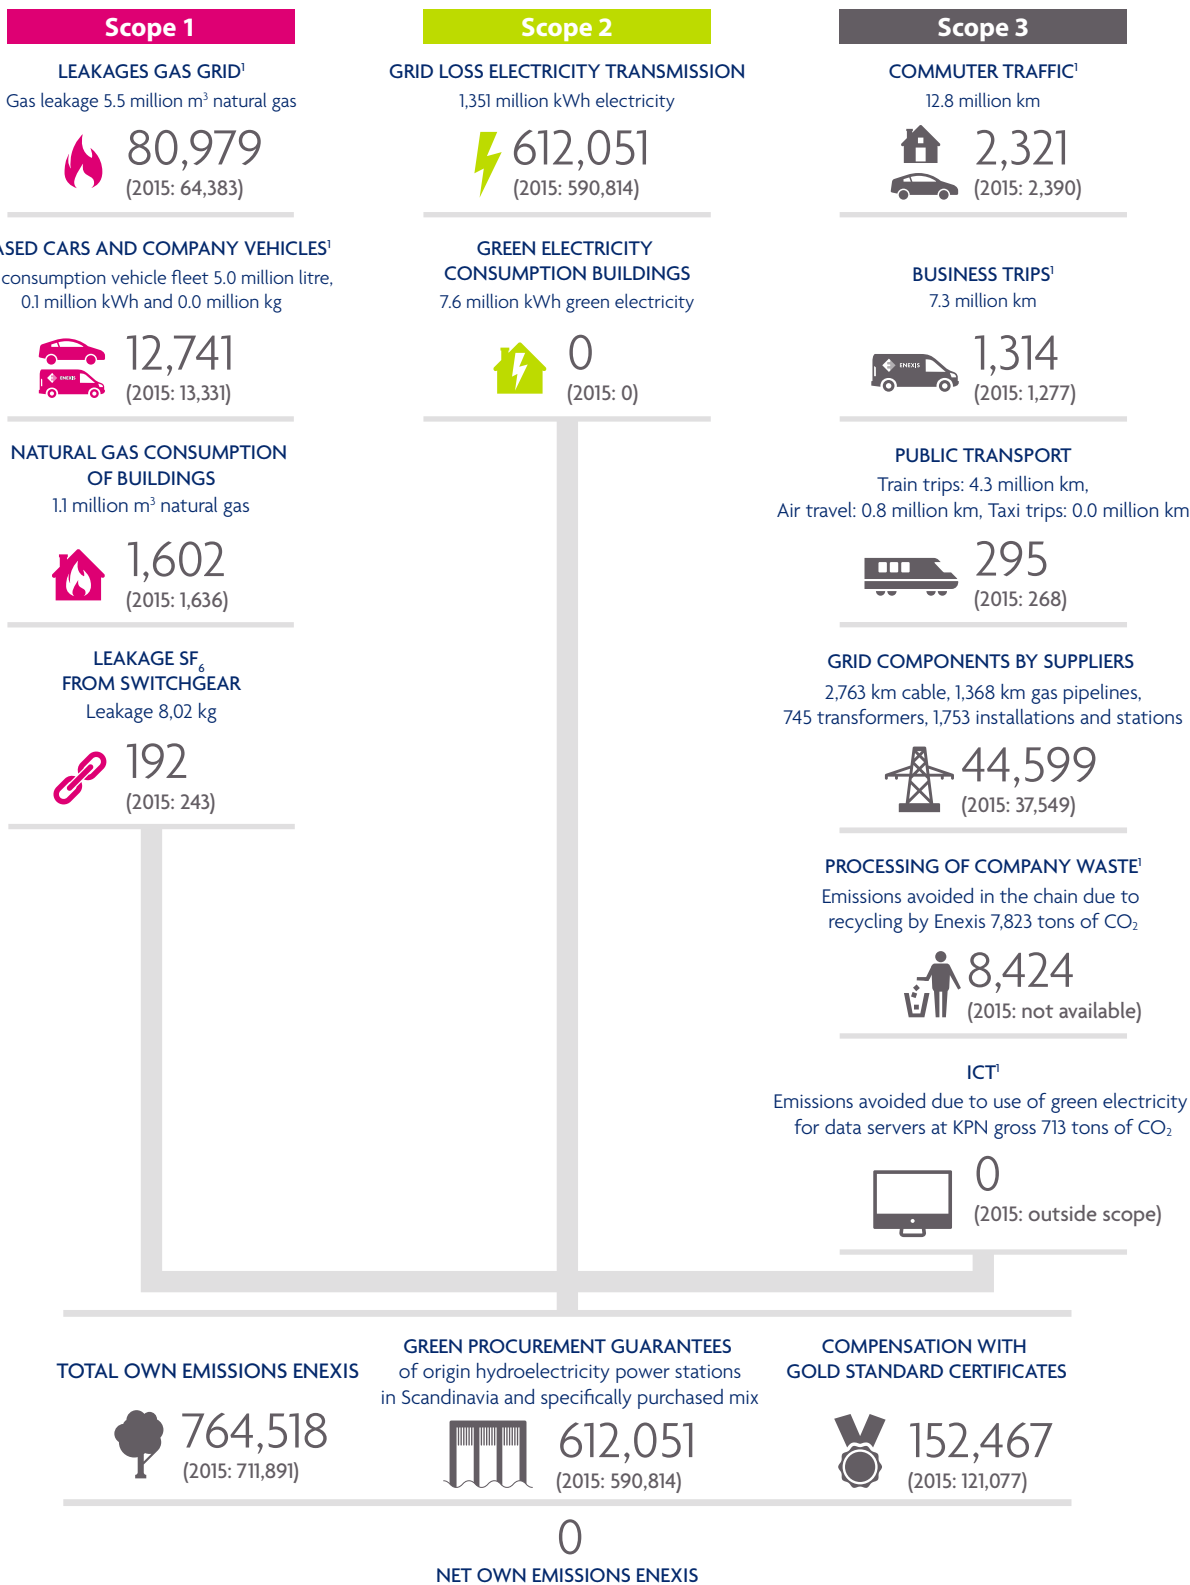 Scope 1
LEAKAGES GAS GRID¹
Gas leakage 5.5 million m³ natural gas
80,979
(2015: 64,383)
CARS AND COMPANY VEHICLES¹
consumption vehicle fleet 5.0 million litre,
0.1 million kWh and 0.0 million kg
ENEXIS
12,741
(2015: 13,331)
NATURAL GAS CONSUMPTION
OF BUILDINGS
1.1 million m³ natural gas
1,602
(2015: 1,636)
LEAKAGE SF₆
FROM SWITCHGEAR
Leakage 8,02 kg
192
(2015: 243)
Scope 2
GRID LOSS ELECTRICITY TRANSMISSION
1,351 million kWh electricity
612,051
(2015: 590,814)
GREEN ELECTRICITY
CONSUMPTION BUILDINGS
7.6 million kWh green electricity
0
(2015: 0)
Scope 3
COMMUTER TRAFFIC¹
12.8 million km
2,321
(2015: 2,390)
BUSINESS TRIPS¹
7.3 million km
ENEXIS
1,314
(2015: 1,277)
PUBLIC TRANSPORT
Train trips: 4.3 million km,
Air travel: 0.8 million km, Taxi trips: 0.0 million km
295
(2015: 268)
GRID COMPONENTS BY SUPPLIERS
2,763 km cable, 1,368 km gas pipelines,
745 transformers, 1,753 installations and stations
44,599
(2015: 37,549)
PROCESSING OF COMPANY WASTE¹
Emissions avoided in the chain due to
recycling by Enexis 7,823 tons of CO₂
8,424
(2015: not available)
ICT¹
Emissions avoided due to use of green electricity
for data servers at KPN gross 713 tons of CO₂
0
(2015: outside scope)
TOTAL OWN EMISSIONS ENEXIS
764,518
(2015: 711,891)
GREEN PROCUREMENT GUARANTEES
of origin hydroelectricity power stations
in Scandinavia and specifically purchased mix
612,051
(2015: 590,814)
COMPENSATION WITH
GOLD STANDARD CERTIFICATES
152,467
(2015: 121,077)
0
NET OWN EMISSIONS ENEXIS